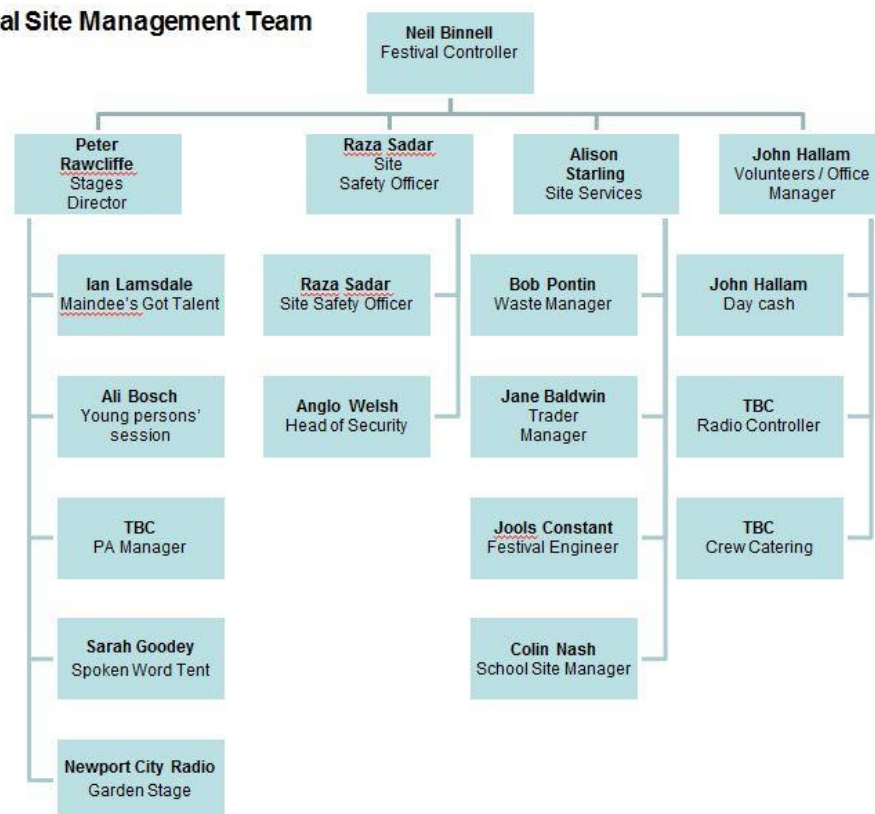 al Site Management Team
Neil Binnell
Festival Controller
Peter
Rawcliffe
Stages
Director
Raza Sadar
Site
Safety Officer
Alison
Starling
Site Services
John Hallam
Volunteers / Office
Manager
Ian Lamsdale
Maindee's Got Talent
Raza Sadar
Site Safety Officer
Bob Pontin
Waste Manager
John Hallam
Day cash
Ali Bosch
Young persons'
session
Anglo Welsh
Head of Security
Jane Baldwin
Trader
Manager
TBC
Radio Controller
TBC
PA Manager
Jools Constant
Festival Engineer
TBC
Crew Catering
Sarah Goodey
Spoken Word Tent
Colin Nash
School Site Manager
Newport City Radio
Garden Stage